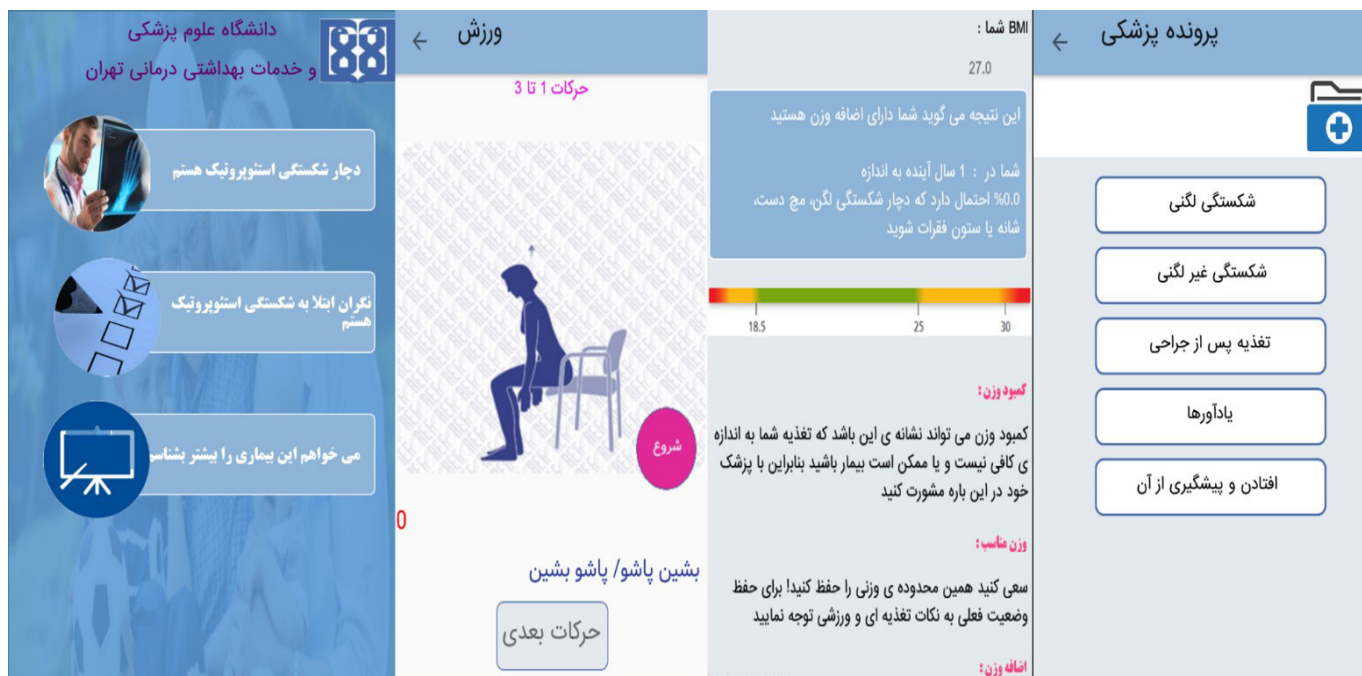 دانشگاه علوم پزشکی
و خدمات بهداشتی درمانی تهران
دچار شکستگی استئوپروتیک هستم
نگران ابتلا به شکستگی استئوپروتیک
هستم
می خواهم این بیماری را بیشتر بشناسم
ورزش
حرکات 1 تا 3
شروع
0
بشین پاشو/ پاشو بشین
حرکات بعدی
BMI شما :
27.0
این نتیجه می گوید شما دارای اضافه وزن هستید
شما در : 1 سال آینده به اندازه
%0.0 احتمال دارد که دچار شکستگی لگن، مچ دست،
شانه یا ستون فقرات شوید
18.5 25 30
کمبود وزن :
کمبود وزن می تواند نشانه ی این باشد که تغذیه شما به اندازه
ی کافی نیست و یا ممکن است بیمار باشید بنابراین با پزشک
خود در این باره مشورت کنید
وزن مناسب :
سعی کنید همین محدوده ی وزنی را حفظ کنید! برای حفظ
وضعیت فعلی به نکات تغذیه ای و ورزشی توجه نمایید
اضافه وزن :
پرونده پزشکی
شکستگی لگنی
شکستگی غیر لگنی
تغذیه پس از جراحی
یادآورها
افتادن و پیشگیری از آن